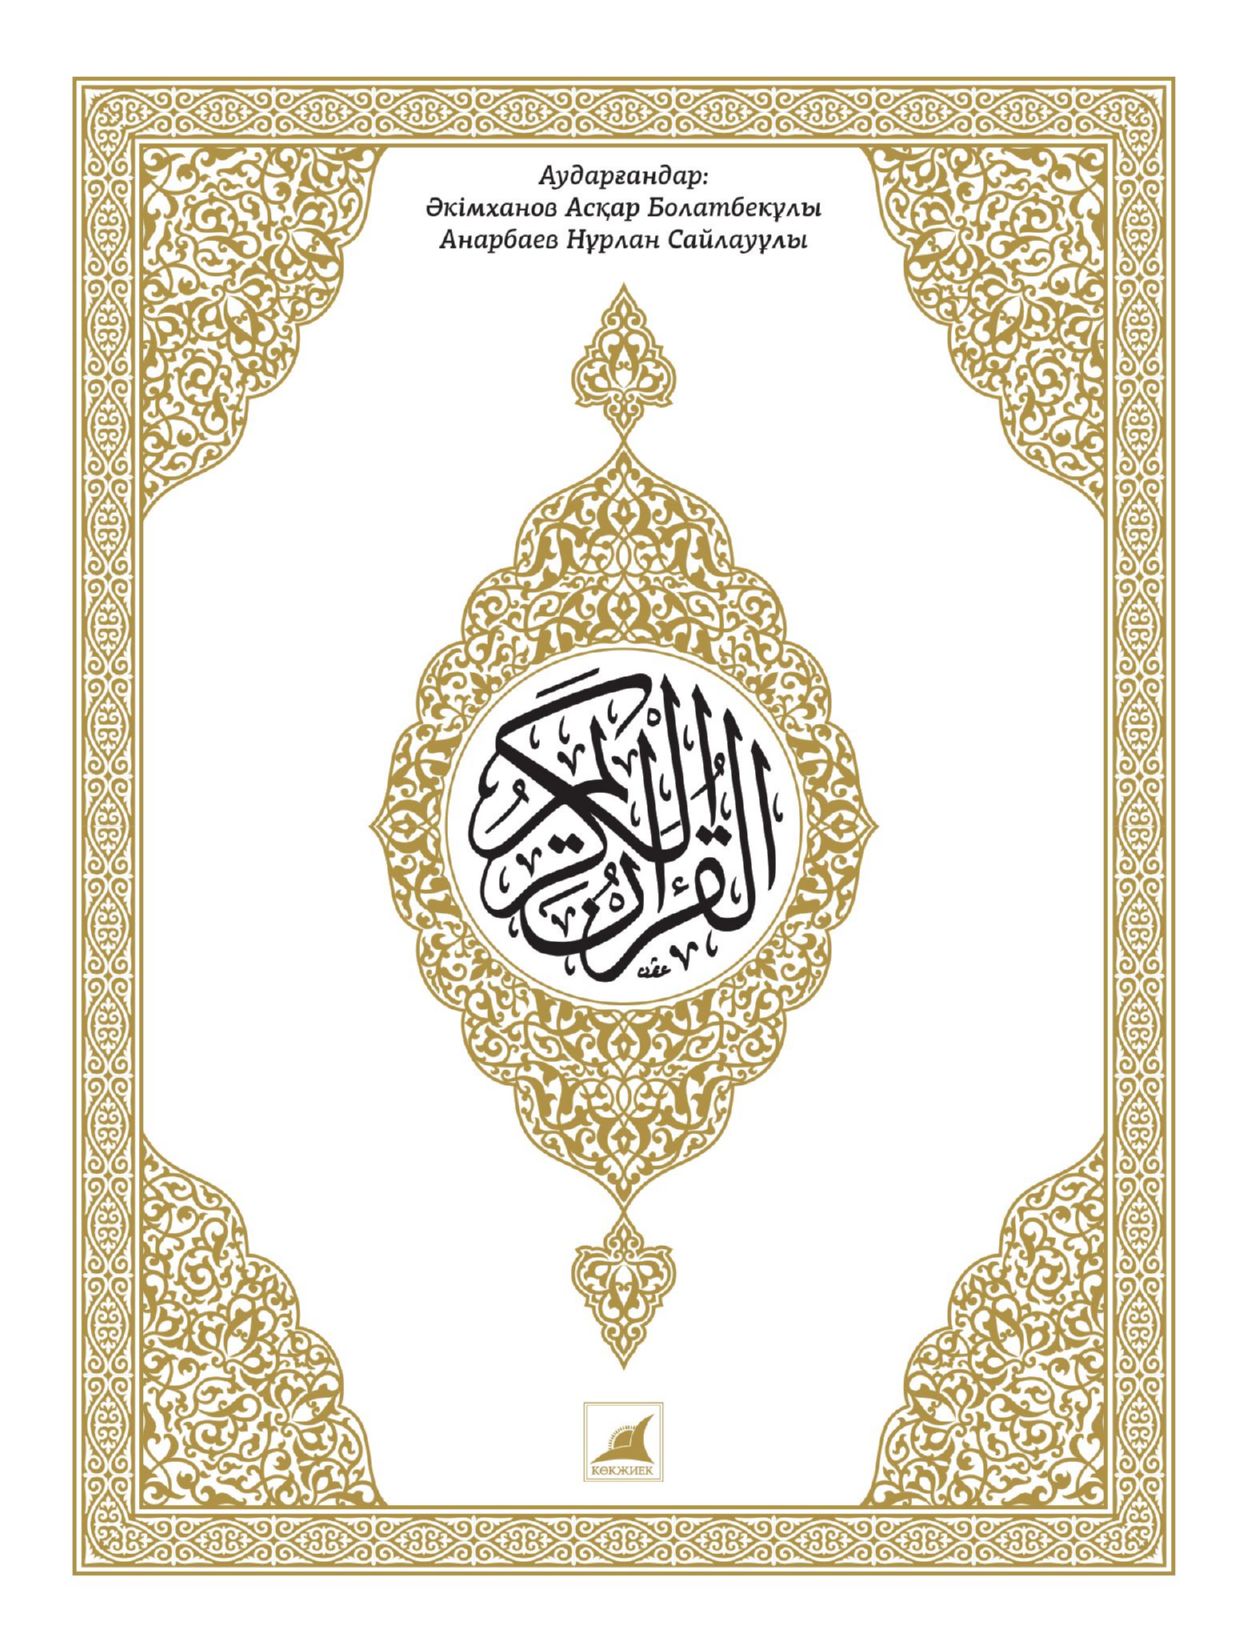 Аударғандар:
Әкімханов Асқар Болатбекұлы
Анарбаев Нұрлан Сайлауұлы
القرآن الكريم
КӨКЖИЕК